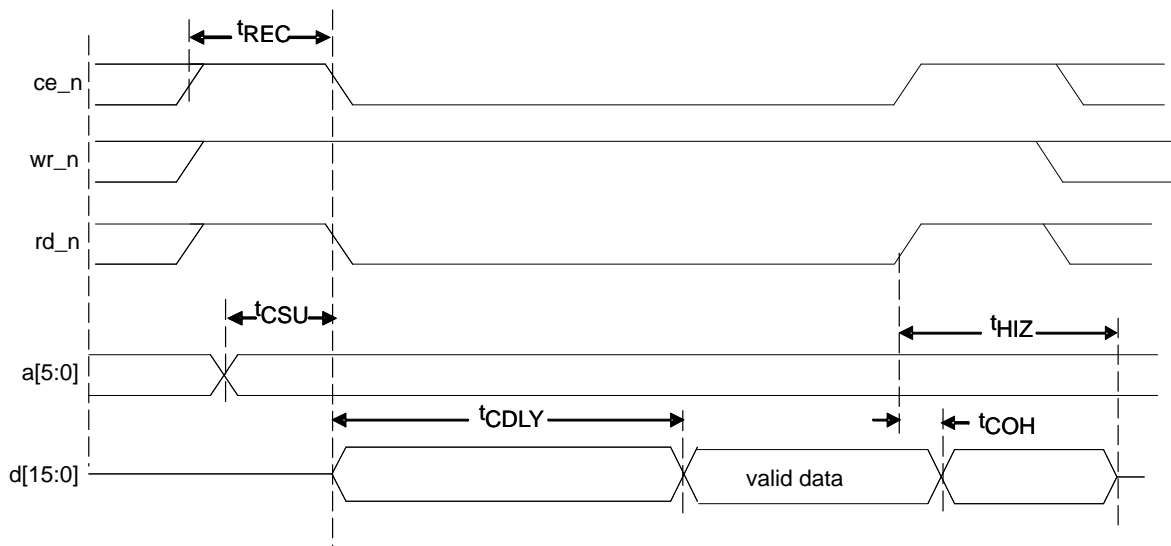 tREC
ce_n
wr_n
rd_n
tCSU
tHIZ
a[5:0]
tCDLY
tCOH
d[15:0]
valid data